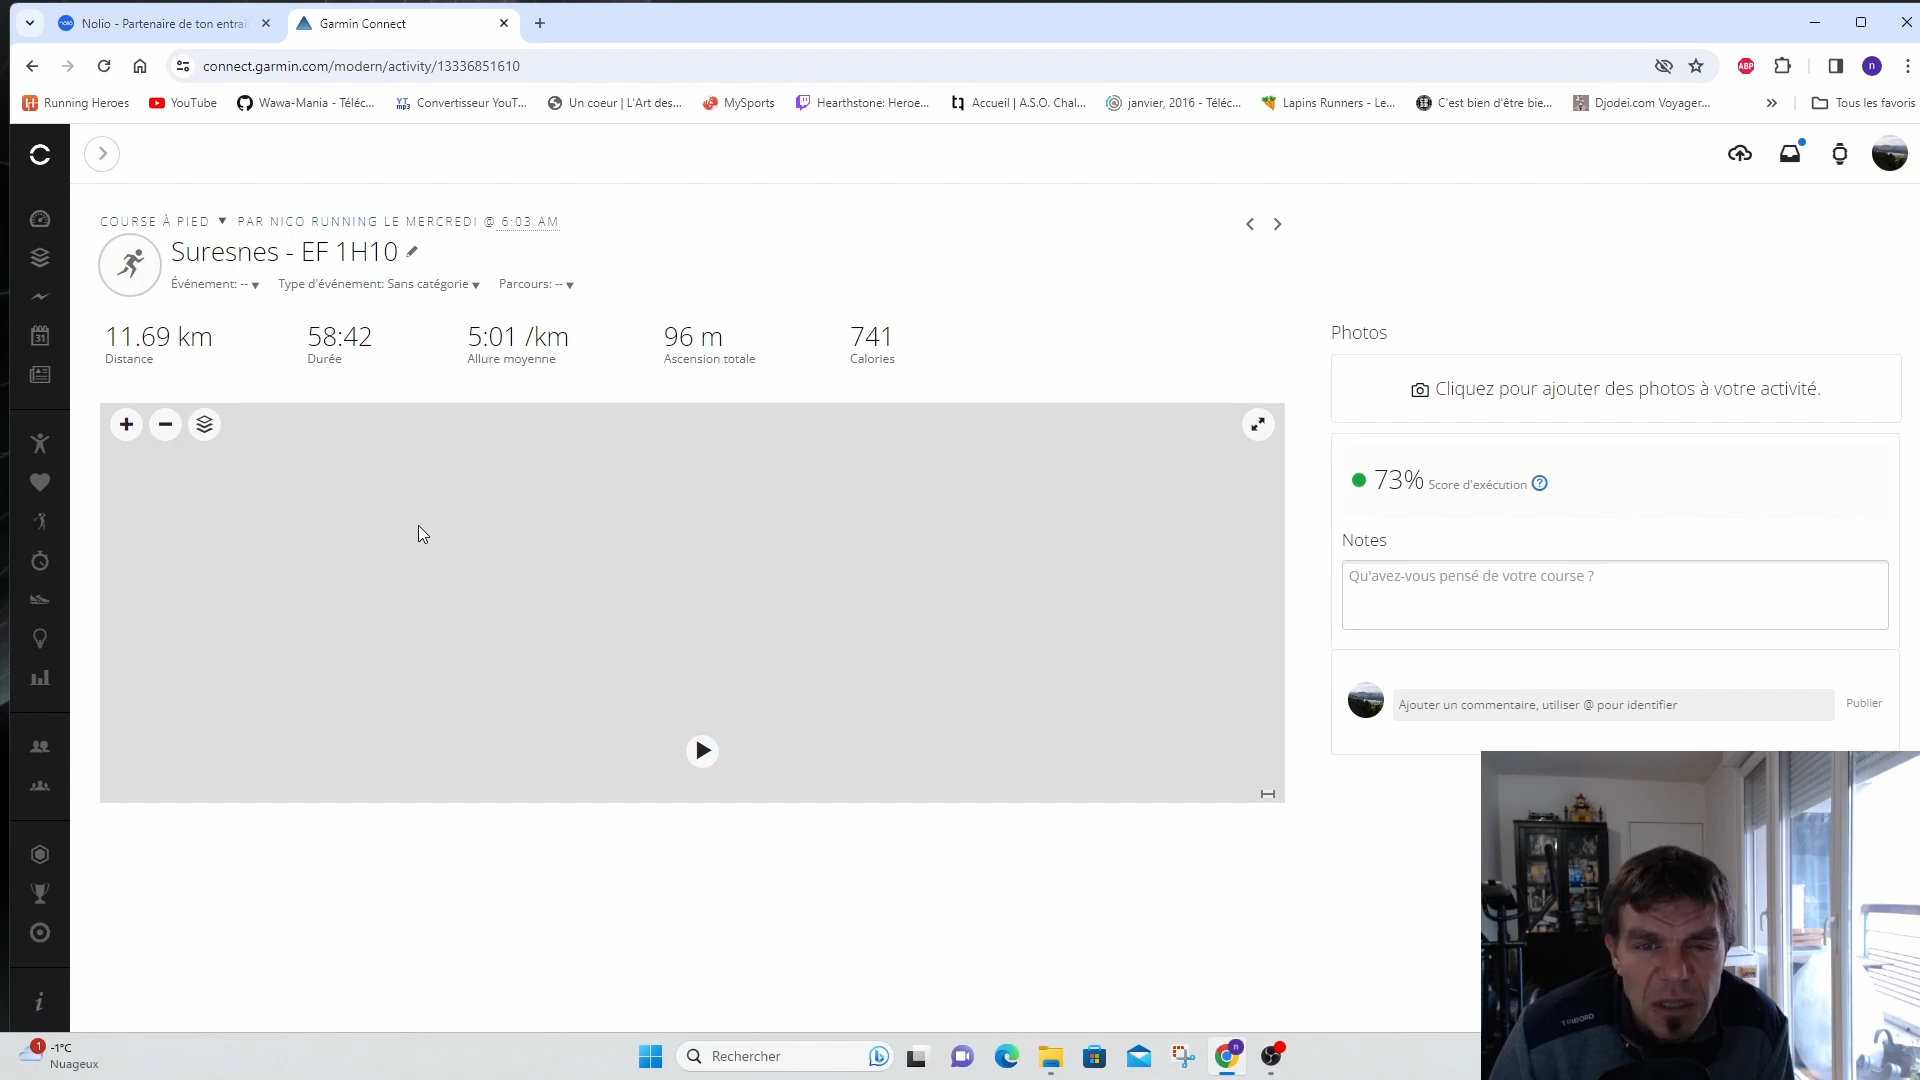 Nolio - Partenaire de ton entrai
Garmin Connect
connect.garmin.com/modern/activity/13336851610
ABP
n
Running Heroes
YouTube
Wawa-Mania - Téléc...
Convertisseur YouT...
Un coeur | L'Art des...
MySports
Hearthstone: Heroe...
Accueil | A.S.O. Chal...
janvier, 2016 - Téléc...
Lapins Runners - Le...
C'est bien d'être bie...
Djodei.com Voyager...
Tous les favoris
31
COURSE À PIED ▼ PAR NICO RUNNING LE MERCREDI @ 6:03 AM
Suresnes - EF 1H10
Événement: -- ▼ Type d'événement: Sans catégorie ▼ Parcours: -- ▼
11.69 km
Distance
58:42
Durée
5:01 /km
Allure moyenne
96 m
Ascension totale
741
Calories
Photos
Cliquez pour ajouter des photos à votre activité.
73% Score d'exécution ?
Notes
Qu'avez-vous pensé de votre course ?
Ajouter un commentaire, utiliser @ pour identifier
Publier
TRIBORD
1
-1°C
Nuageux
Rechercher